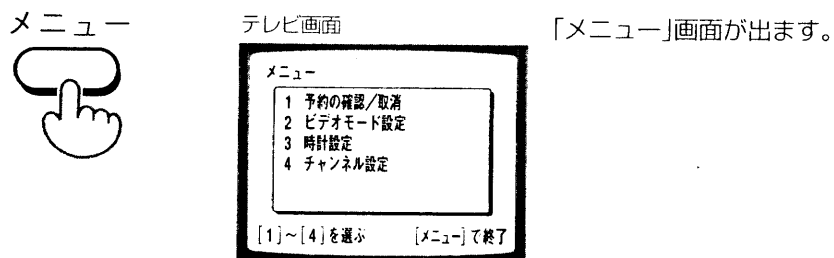 メニュー
テレビ画面
「メニュー」画面が出ます。
メニュー
1 予約の確認/取消
2 ビデオモード設定
3 時計設定
4 チャンネル設定
[1]~[4]を選ぶ [メニュー]で終了